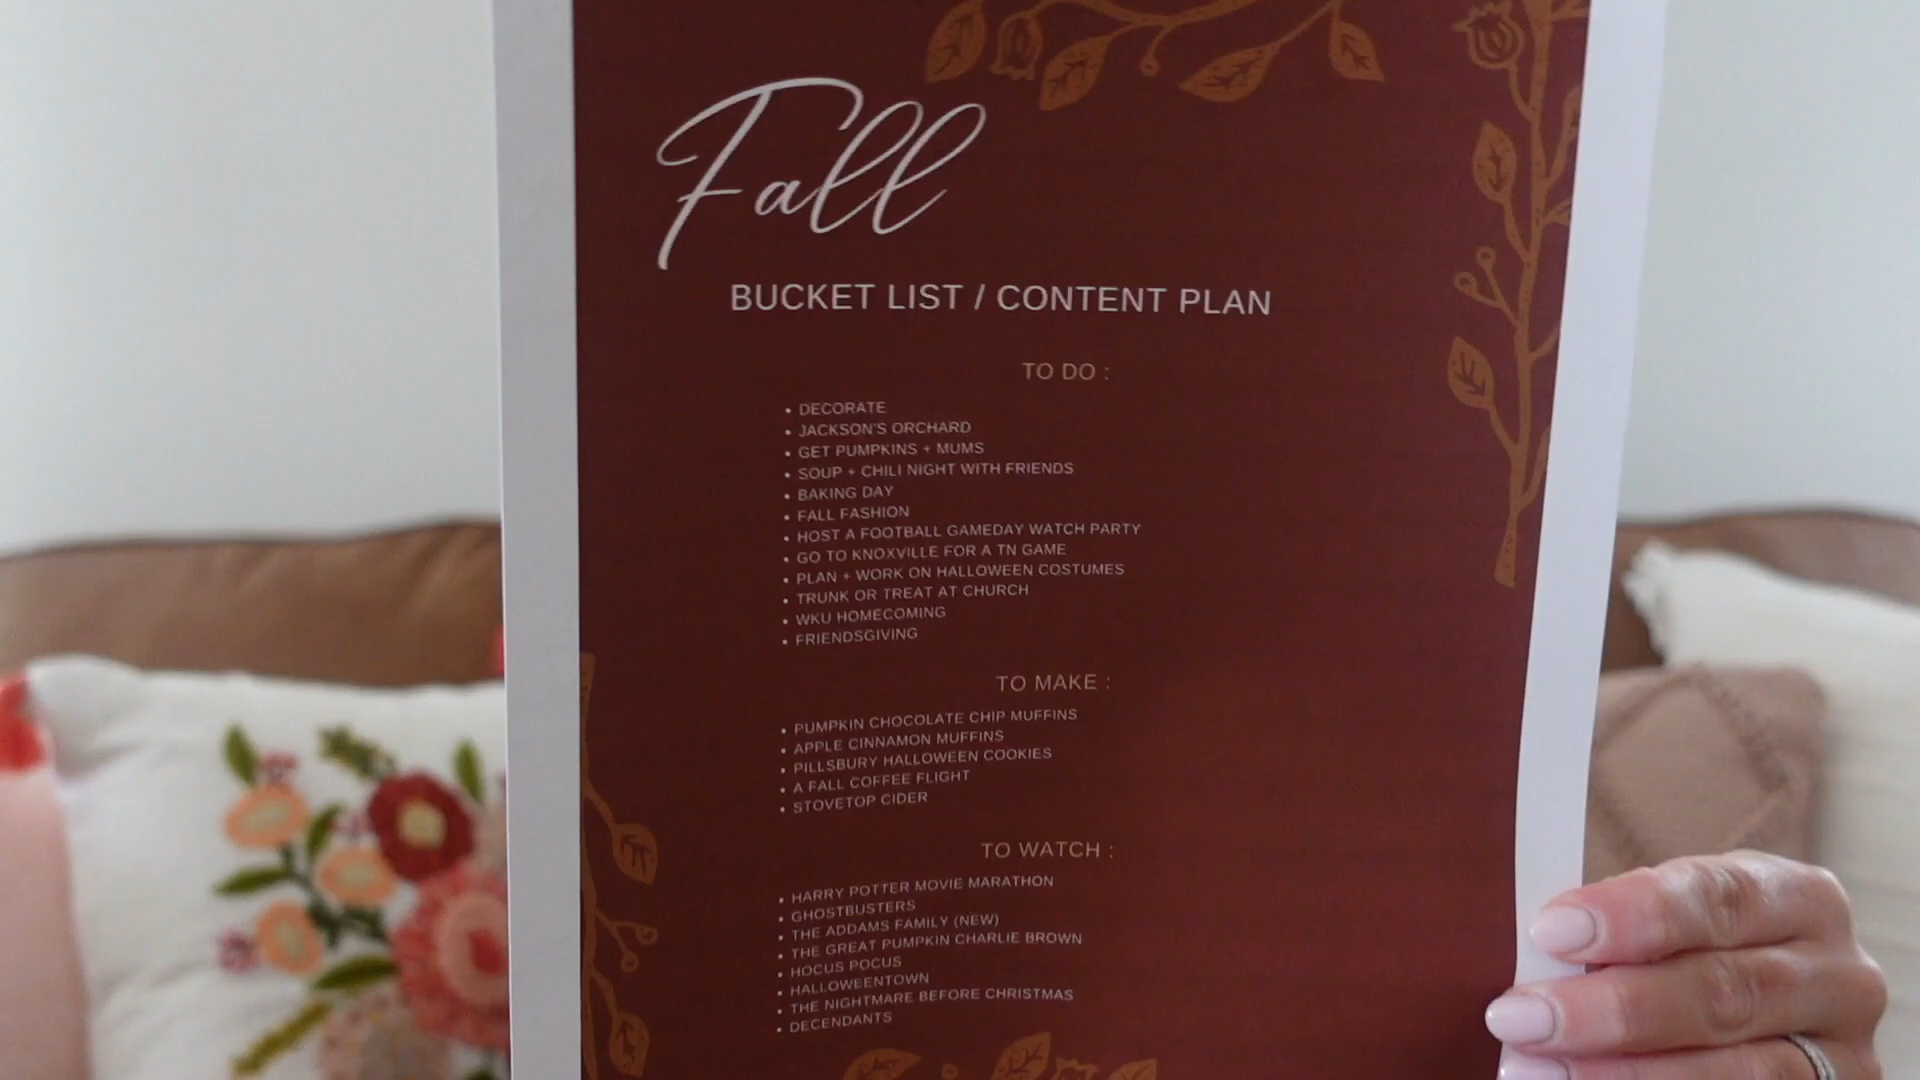 Fall
BUCKET LIST / CONTENT PLAN
TO DO :
• DECORATE
• JACKSON'S ORCHARD
• GET PUMPKINS + MUMS
• SOUP + CHILI NIGHT WITH FRIENDS
• BAKING DAY
• FALL FASHION
• HOST A FOOTBALL GAMEDAY WATCH PARTY
• GO TO KNOXVILLE FOR A TN GAME
• PLAN + WORK ON HALLOWEEN COSTUMES
• TRUNK OR TREAT AT CHURCH
• WKU HOMECOMING
• FRIENDSGIVING
TO MAKE :
• PUMPKIN CHOCOLATE CHIP MUFFINS
• APPLE CINNAMON MUFFINS
• PILLSBURY HALLOWEEN COOKIES
• A FALL COFFEE FLIGHT
• STOVETOP CIDER
TO WATCH :
• HARRY POTTER MOVIE MARATHON
• GHOSTBUSTERS
• THE ADDAMS FAMILY (NEW)
• THE GREAT PUMPKIN CHARLIE BROWN
• HOCUS POCUS
• HALLOWEENTOWN
• THE NIGHTMARE BEFORE CHRISTMAS
• DECENDANTS